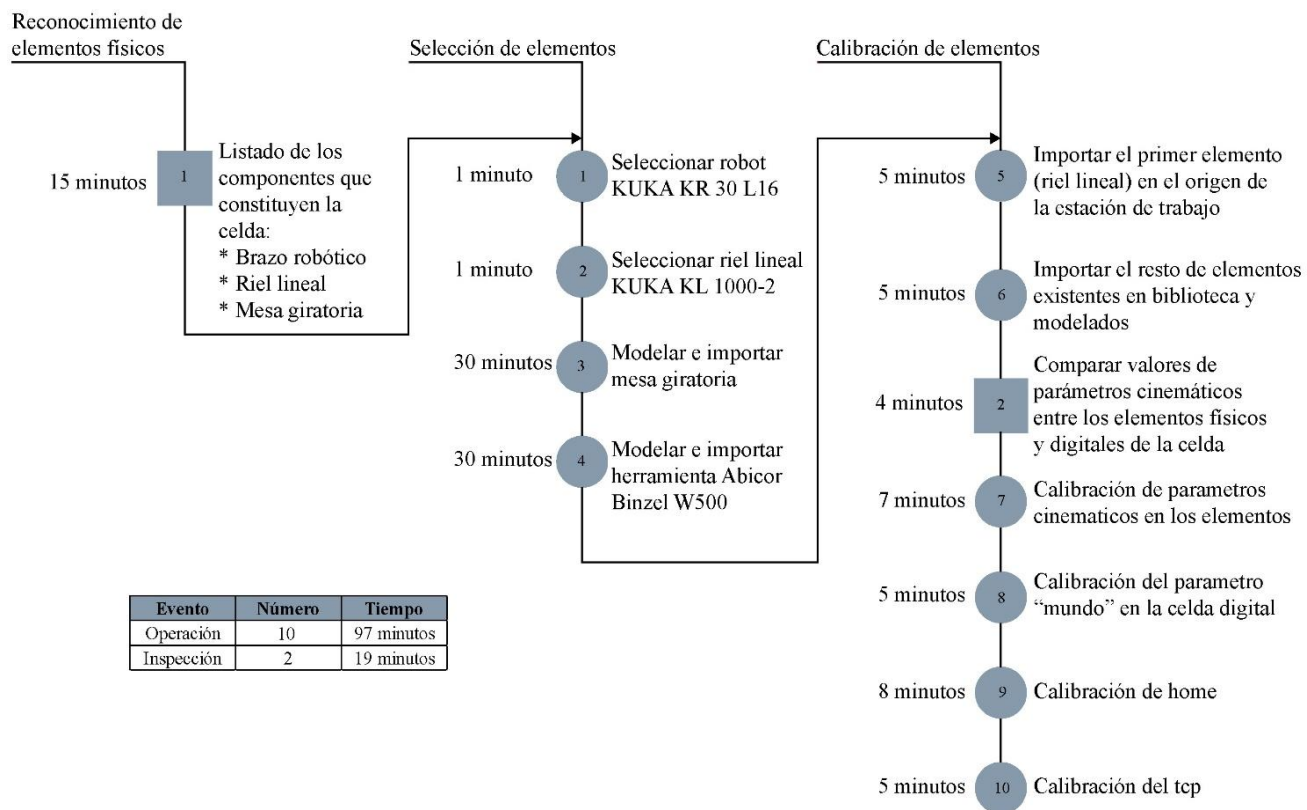 Reconocimiento de
elementos físicos
15 minutos
1
Listado de los
componentes que
constituyen la
celda:
* Brazo robótico
* Riel lineal
* Mesa giratoria
Selección de elementos
1 minuto
1
Seleccionar robot
KUKA KR 30 L16
1 minuto
2
Seleccionar riel lineal
KUKA KL 1000-2
30 minutos
3
Modelar e importar
mesa giratoria
30 minutos
4
Modelar e importar
herramienta Abicor
Binzel W500
Calibración de elementos
5 minutos
5
Importar el primer elemento
(riel lineal) en el origen de
la estación de trabajo
5 minutos
6
Importar el resto de elementos
existentes en biblioteca y
modelados
4 minutos
2
Comparar valores de
parámetros cinemáticos
entre los elementos físicos
y digitales de la celda
7 minutos
7
Calibración de parametros
cinematicos en los elementos
5 minutos
8
Calibración del parametro
“mundo” en la celda digital
8 minutos
9
Calibración de home
5 minutos
10
Calibración del tcp
Evento Número Tiempo
Operación 10 97 minutos
Inspección 2 19 minutos